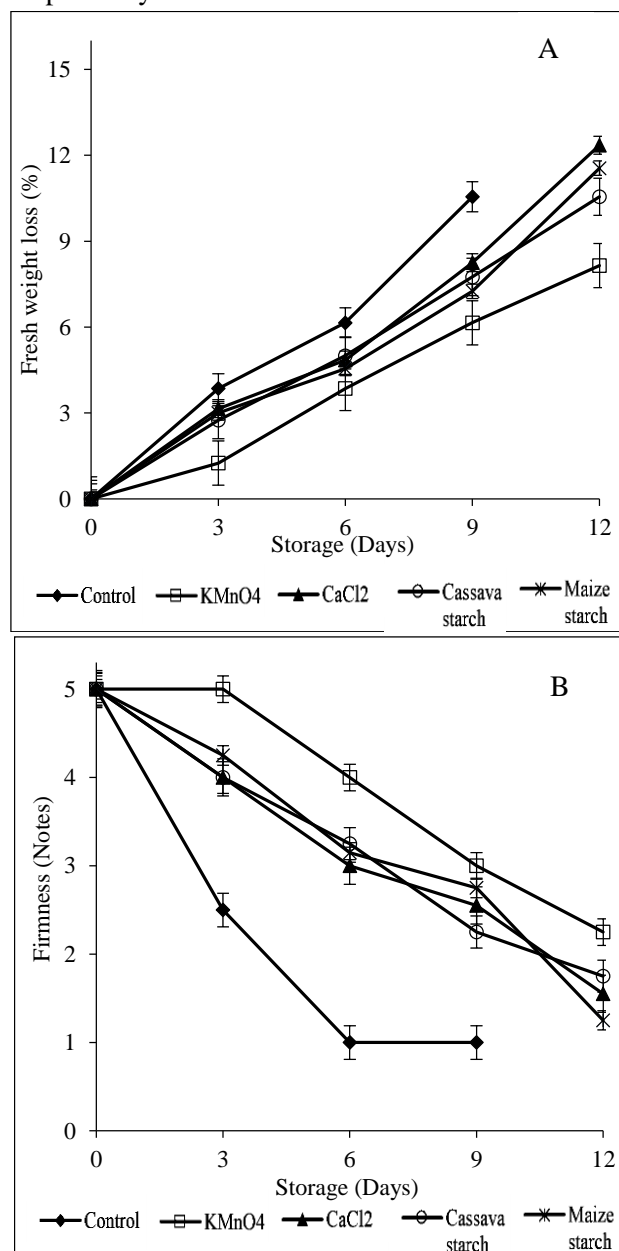 A
15
12
9
6
3
0
Fresh weight loss (%)
0 3 6 9 12
Storage (Days)
Control KMnO4 CaCl2 Cassava starch Maize starch
B
5
4
3
2
1
0
Firmness (Notes)
0 3 6 9 12
Storage (Days)
Control KMnO4 CaCl2 Cassava starch Maize starch